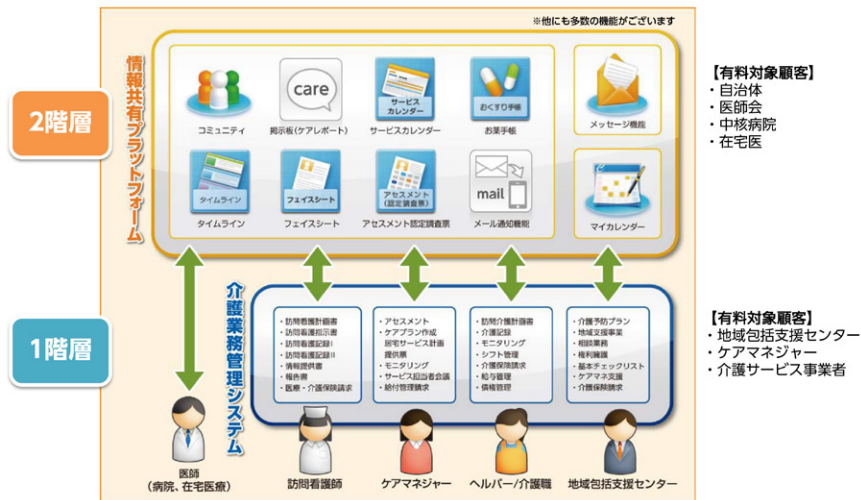 ※他にも多数の機能がございます
2階層
情報共有プラットフォーム
コミュニティ
care
掲示板(ケアレポート)
サービス
カレンダー
サービスカレンダー
おくすり手帳
お薬手帳
メッセージ機能
タイムライン
タイムライン
フェイスシート
フェイスシート
アセスメント
(認定調査票)
アセスメント認定調査票
mail
メール通知機能
マイカレンダー
【有料対象顧客】
・自治体
・医師会
・中核病院
・在宅医
1階層
介護業務管理システム
・訪問看護計画書
・訪問看護指示書
・訪問看護記録I
・訪問看護記録II
・情報提供書
・報告書
・医療・介護保険請求
・アセスメント
・ケアプラン作成
居宅サービス計画
提供票
・モニタリング
・サービス担当者会議
・給付管理請求
・訪問介護計画書
・介護記録
・モニタリング
・シフト管理
・介護保険請求
・給与管理
・債権管理
・介護予防プラン
・地域支援事業
・相談業務
・権利擁護
・基本チェックリスト
・ケアマネ支援
・介護保険請求
【有料対象顧客】
・地域包括支援センター
・ケアマネジャー
・介護サービス事業者
医師
(病院、在宅医療)
訪問看護師
ケアマネジャー
ヘルパー/介護職
地域包括支援センター